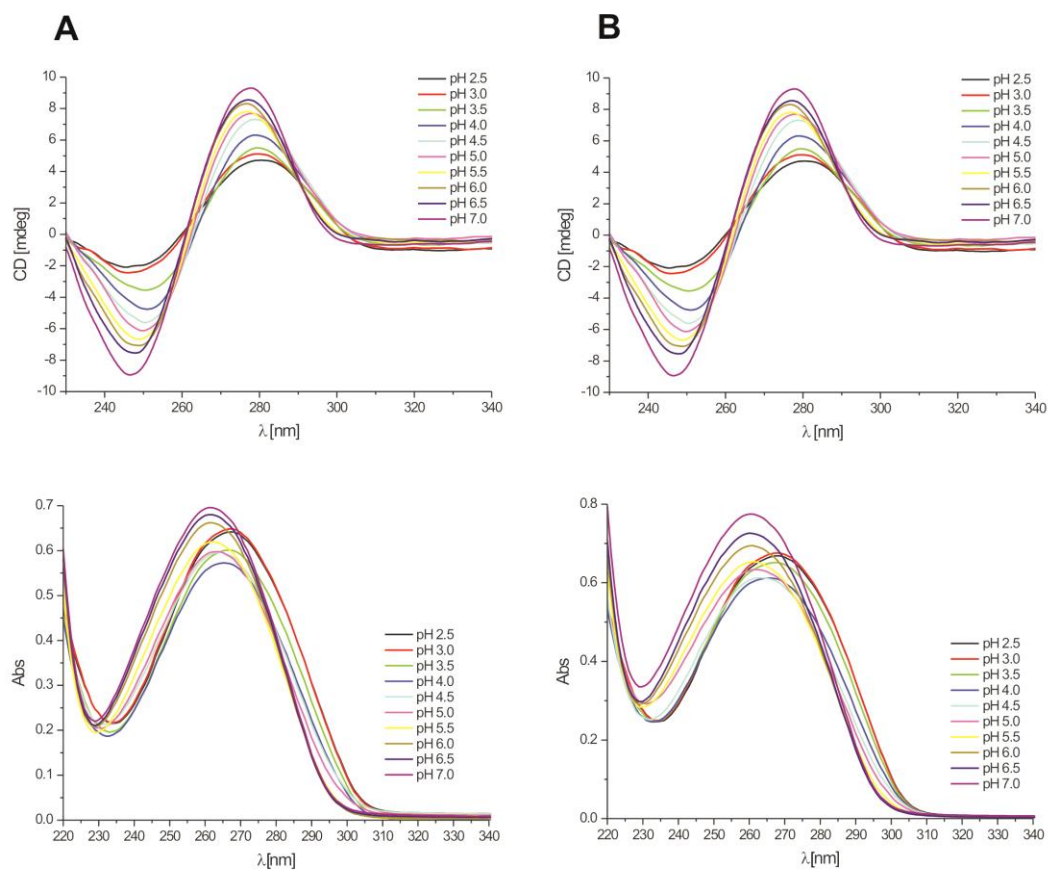 A
B
10
8
6
4
2
0
-2
-4
-6
-8
-10
CD [mdeg]
240 260 280 300 320 340
λ [nm]
pH 2.5
pH 3.0
pH 3.5
pH 4.0
pH 4.5
pH 5.0
pH 5.5
pH 6.0
pH 6.5
pH 7.0
10
8
6
4
2
0
-2
-4
-6
-8
-10
CD [mdeg]
240 260 280 300 320 340
λ [nm]
pH 2.5
pH 3.0
pH 3.5
pH 4.0
pH 4.5
pH 5.0
pH 5.5
pH 6.0
pH 6.5
pH 7.0
0.7
0.6
0.5
0.4
0.3
0.2
0.1
0.0
Abs
220 230 240 250 260 270 280 290 300 310 320 330 340
λ[nm]
pH 2.5
pH 3.0
pH 3.5
pH 4.0
pH 4.5
pH 5.0
pH 5.5
pH 6.0
pH 6.5
pH 7.0
0.8
0.6
0.4
0.2
0.0
Abs
220 230 240 250 260 270 280 290 300 310 320 330 340
λ[nm]
pH 2.5
pH 3.0
pH 3.5
pH 4.0
pH 4.5
pH 5.0
pH 5.5
pH 6.0
pH 6.5
pH 7.0